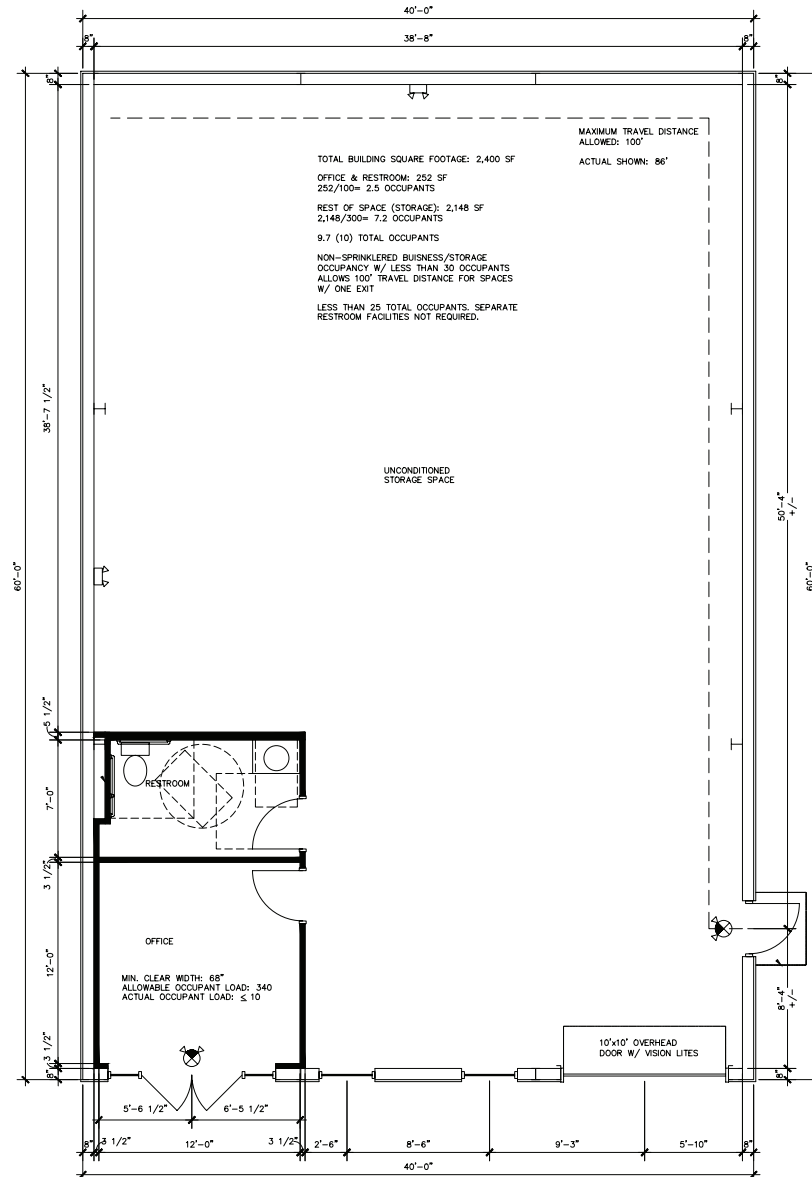 40'-0"
8"
38'-8"
8"
8"
8"
MAXIMUM TRAVEL DISTANCE
ALLOWED: 100'
ACTUAL SHOWN: 86'
TOTAL BUILDING SQUARE FOOTAGE: 2,400 SF
OFFICE & RESTROOM: 252 SF
252/100= 2.5 OCCUPANTS
REST OF SPACE (STORAGE): 2,148 SF
2,148/300= 7.2 OCCUPANTS
9.7 (10) TOTAL OCCUPANTS
NON-SPRINKLERED BUISNESS/STORAGE
OCCUPANCY W/ LESS THAN 30 OCCUPANTS
ALLOWS 100' TRAVEL DISTANCE FOR SPACES
W/ ONE EXIT
LESS THAN 25 TOTAL OCCUPANTS. SEPARATE
RESTROOM FACILITIES NOT REQUIRED.
38'-7 1/2"
UNCONDITIONED
STORAGE SPACE
50'-4"
+/-
60'-0"
60'-0"
5 1/2"
RESTROOM
7'-0"
3 1/2"
OFFICE
12'-0"
MIN. CLEAR WIDTH: 68"
ALLOWABLE OCCUPANT LOAD: 340
ACTUAL OCCUPANT LOAD: ≤ 10
8'-4"
+/-
3 1/2"
8"
10'x10' OVERHEAD
DOOR W/ VISION LITES
8"
5'-6 1/2"
6'-5 1/2"
8"
3 1/2"
12'-0"
3 1/2"
2'-6"
8'-6"
9'-3"
5'-10"
8"
40'-0"